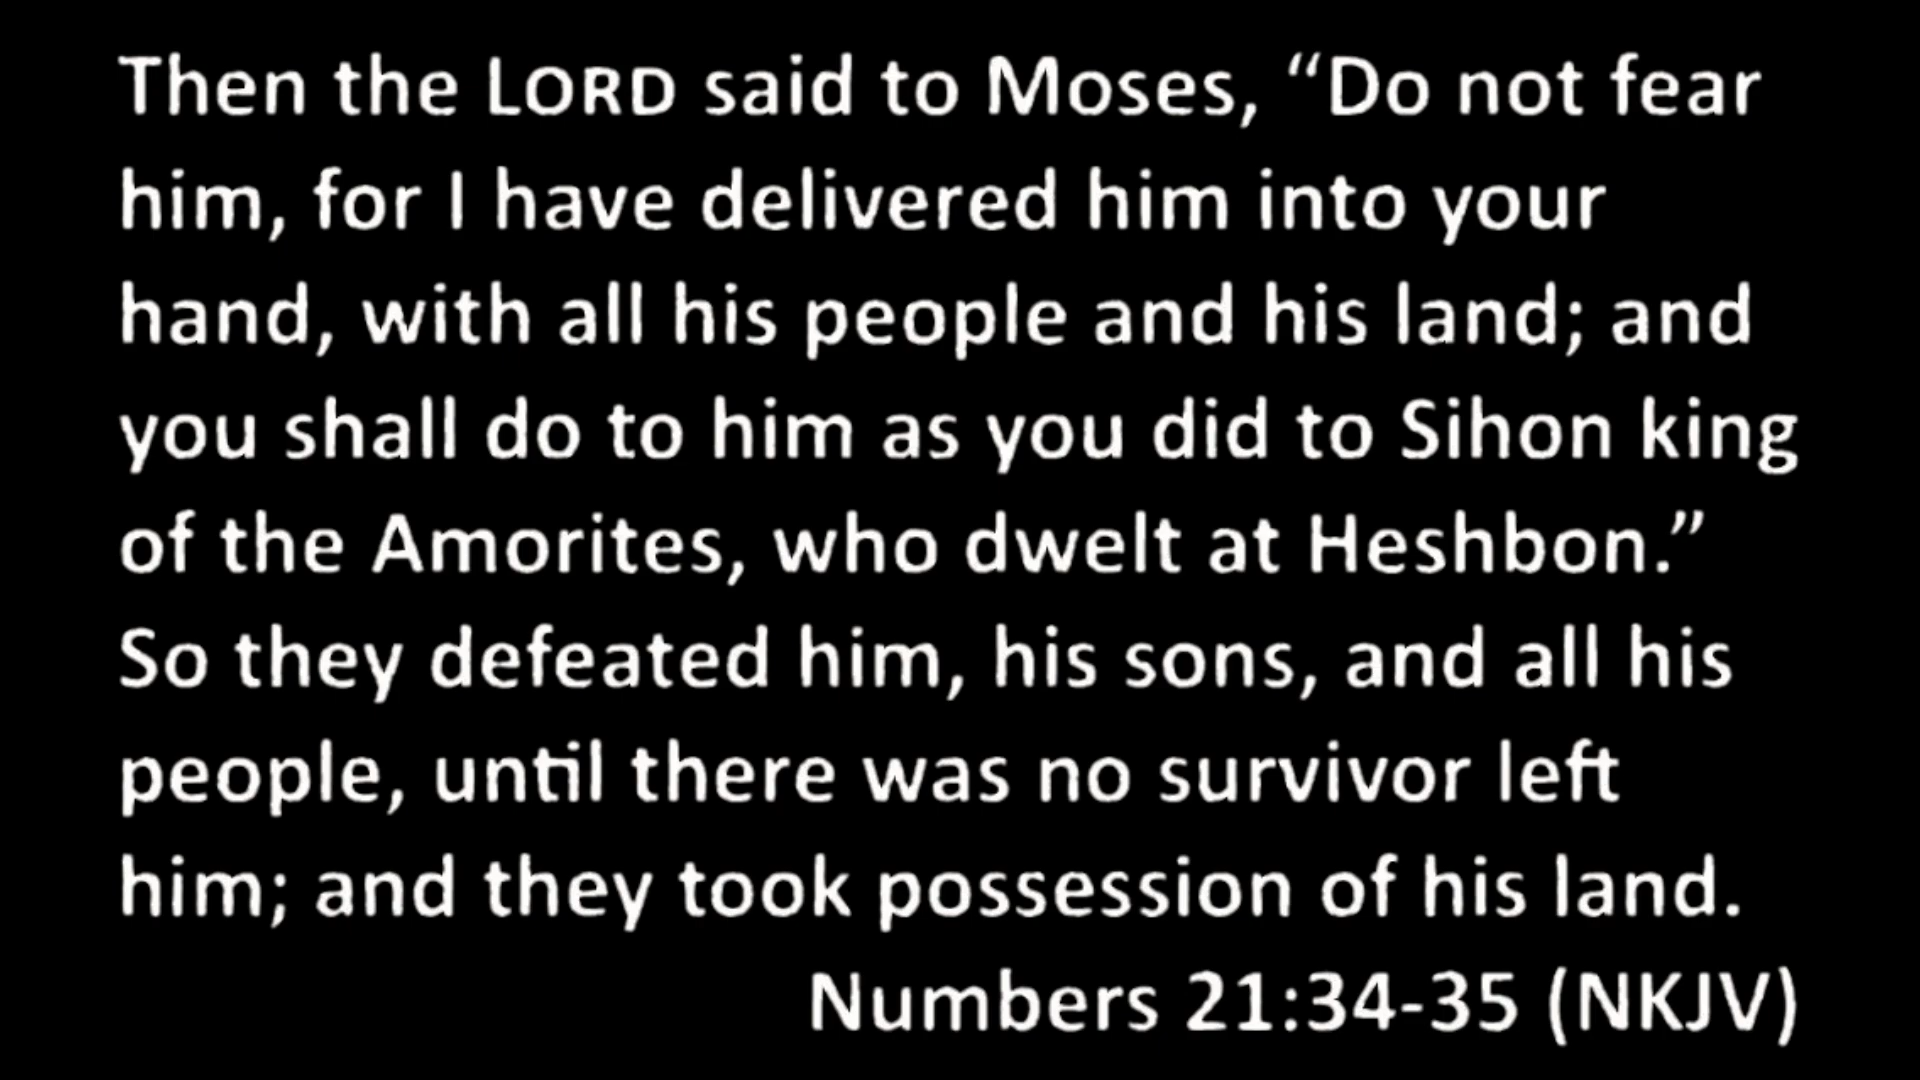 Then the LORD said to Moses, “Do not fear
him, for I have delivered him into your
hand, with all his people and his land; and
you shall do to him as you did to Sihon king
of the Amorites, who dwelt at Heshbon.”
So they defeated him, his sons, and all his
people, until there was no survivor left
him; and they took possession of his land.
Numbers 21:34-35 (NKJV)